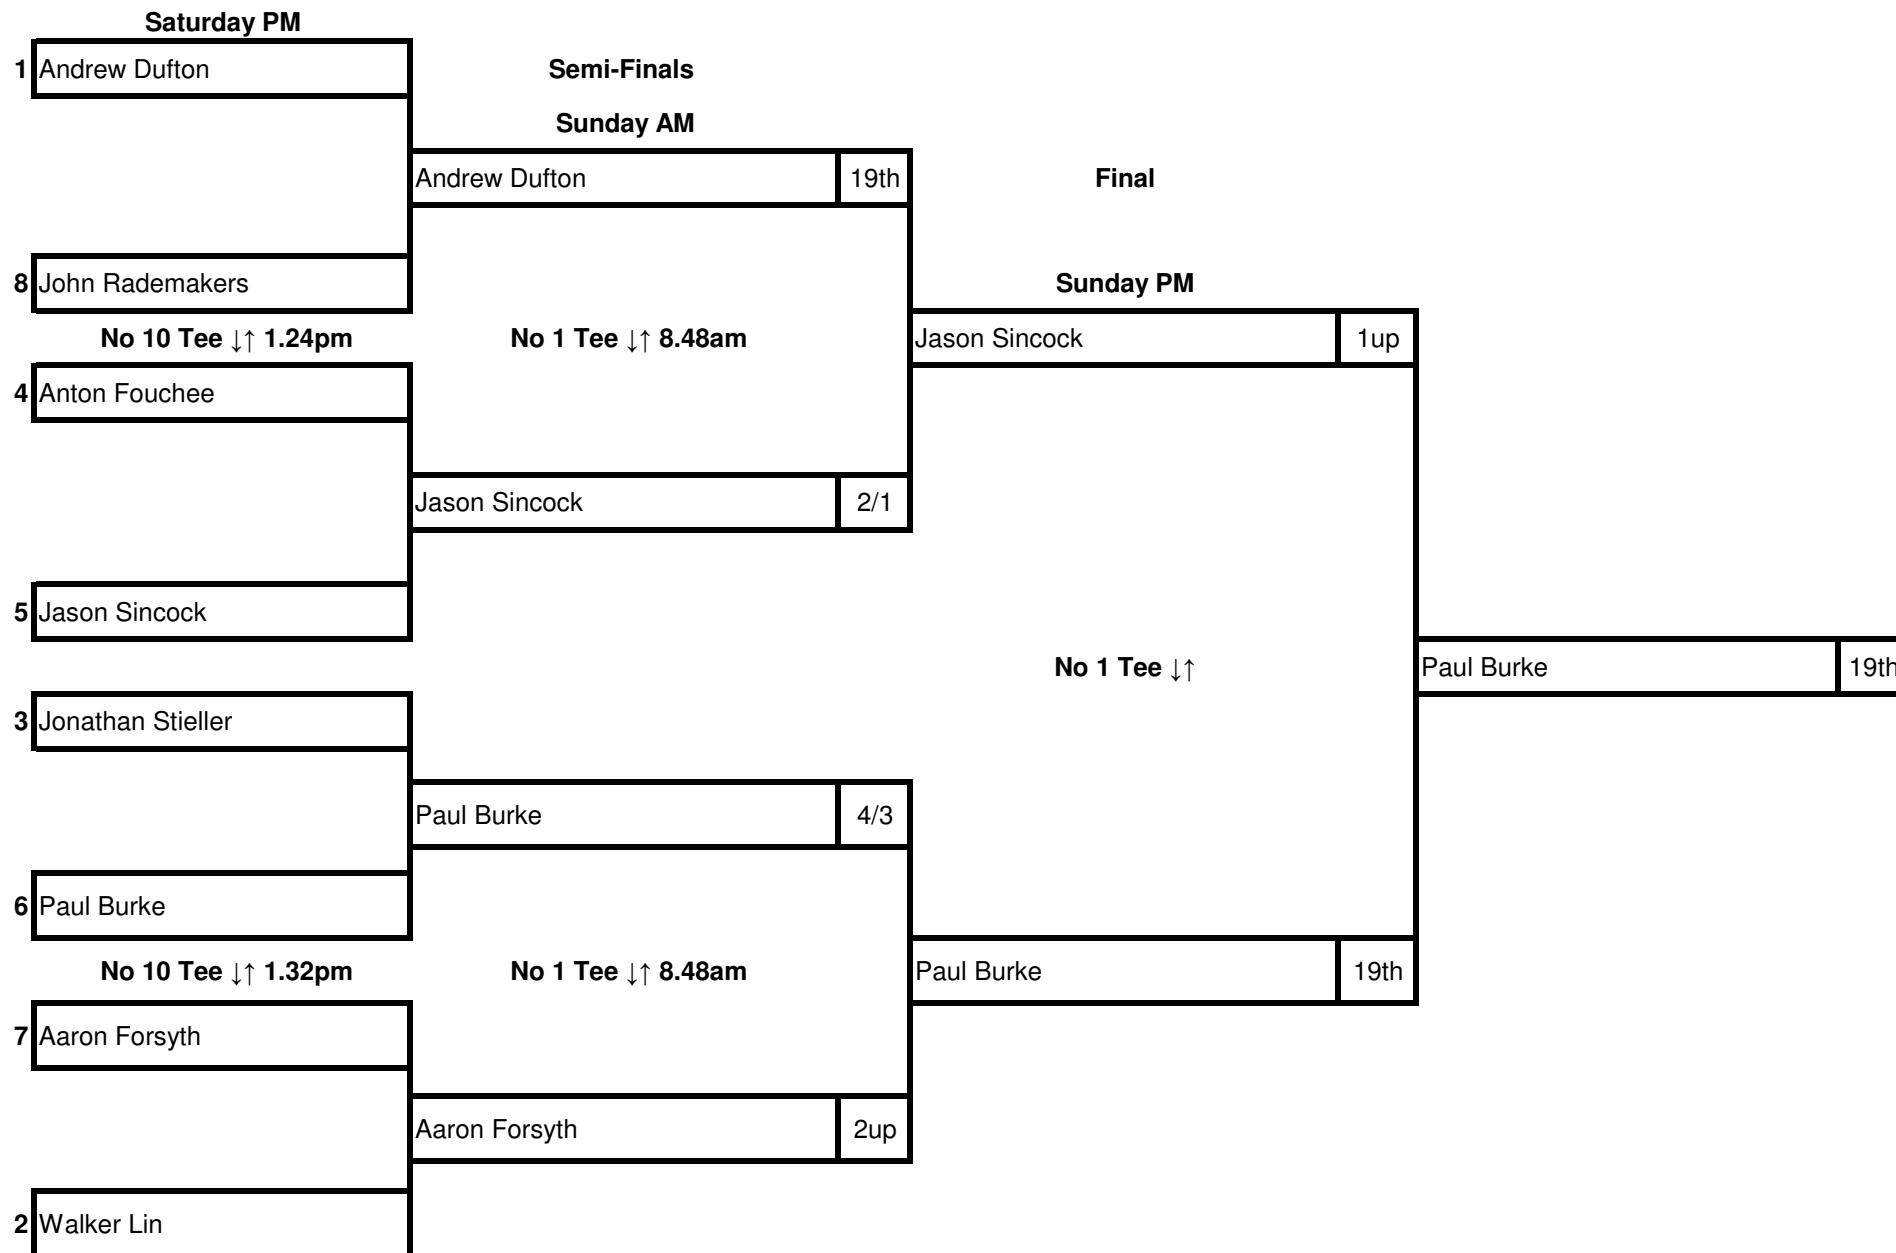 Saturday PM
1 Andrew Dufton
Semi-Finals
Sunday AM
Andrew Dufton 19th
Final
8 John Rademakers
Sunday PM
No 10 Tee ↓↑ 1.24pm
No 1 Tee ↓↑ 8.48am
Jason Sincock 1up
4 Anton Fouchee
Jason Sincock 2/1
5 Jason Sincock
No 1 Tee ↓↑
Paul Burke 19th
3 Jonathan Stieller
Paul Burke 4/3
6 Paul Burke
No 10 Tee ↓↑ 1.32pm
No 1 Tee ↓↑ 8.48am
Paul Burke 19th
7 Aaron Forsyth
Aaron Forsyth 2up
2 Walker Lin